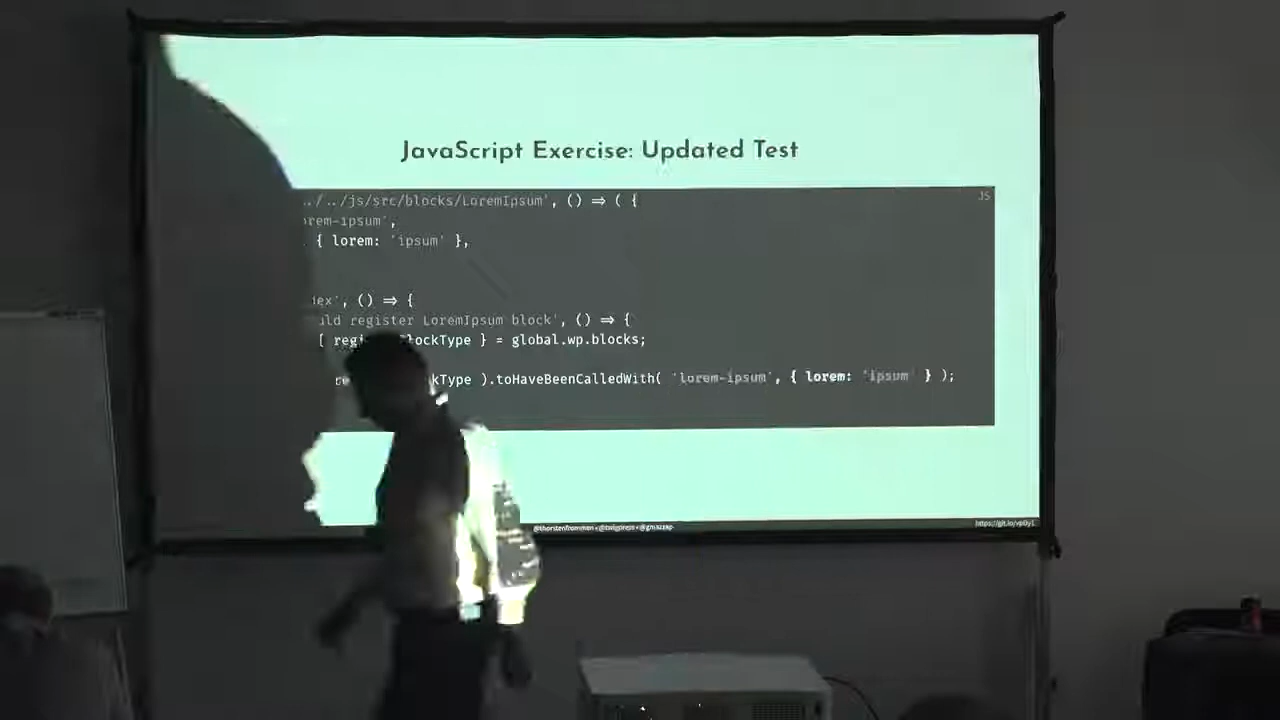 JavaScript Exercise: Updated Test
JS
../../js/src/blocks/LoremIpsum', () => ( {
rem-ipsum',
{ lorem: 'ipsum' },
dex', () => {
uld register LoremIpsum block', () => {
{ regi lockType } = global.wp.blocks;
kType ).toHaveBeenCalledWith( 'lorem-ipsum', { lorem: 'ipsum' } );